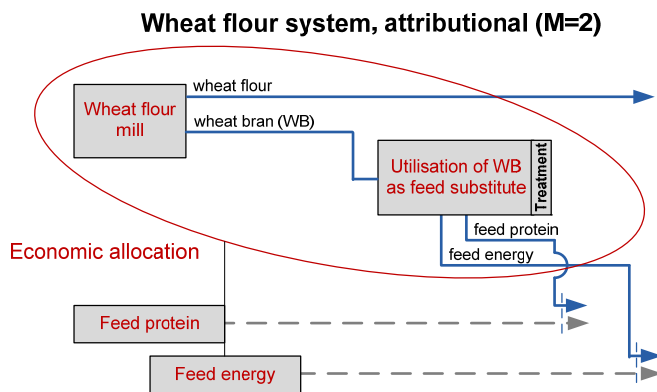 Wheat flour system, attributional (M=2)
wheat flour
Wheat flour
mill
wheat bran (WB)
Utilisation of WB
as feed substitute
Treatment
feed protein
feed energy
Economic allocation
Feed protein
Feed energy